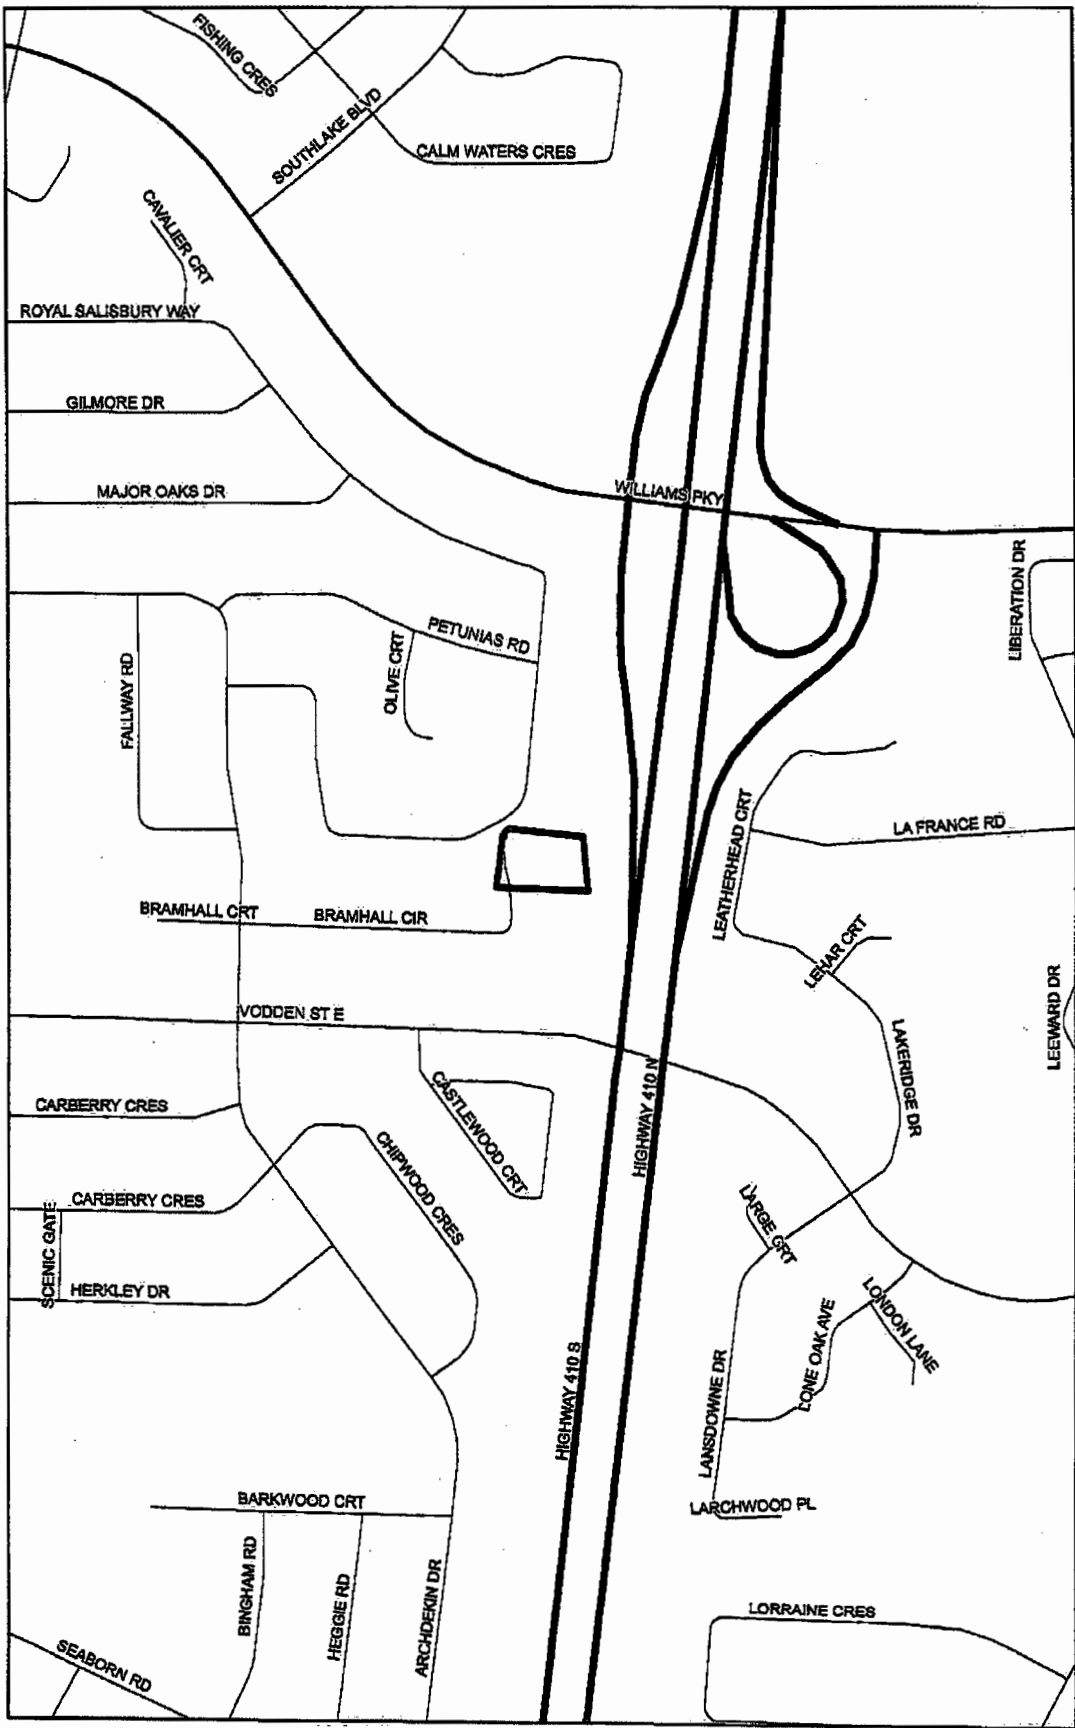 FISHING CRES
SOUTHLAKE BLVD
CALM WATERS CRES
CAVALIER CRT
ROYAL SALISBURY WAY
GILMORE DR
MAJOR OAKS DR
WILLIAMS PKY
LIBERATION DR
PETUNIAS RD
OLIVE CRT
FALLWAY RD
LEATHERHEAD CRT
LA FRANCE RD
BRAMHALL CRT
BRAMHALL CIR
LEHAR CRT
LEEWARD DR
VODDEN ST E
LAKERIDGE DR
HIGHWAY 410 N
CASTLEWOOD CRT
CARBERRY CRES
CHIPWOOD CRES
CARBERRY CRES
SCENIC GATE
LARGE CRT
HERKLEY DR
LONDON LANE
LONE OAK AVE
HIGHWAY 410 S
LANSDOWNE DR
BARKWOOD CRT
LARCHWOOD PL
BINGHAM RD
HEGGIE RD
ARCHDEKIN DR
LORRAINE CRES
SEABORN RD